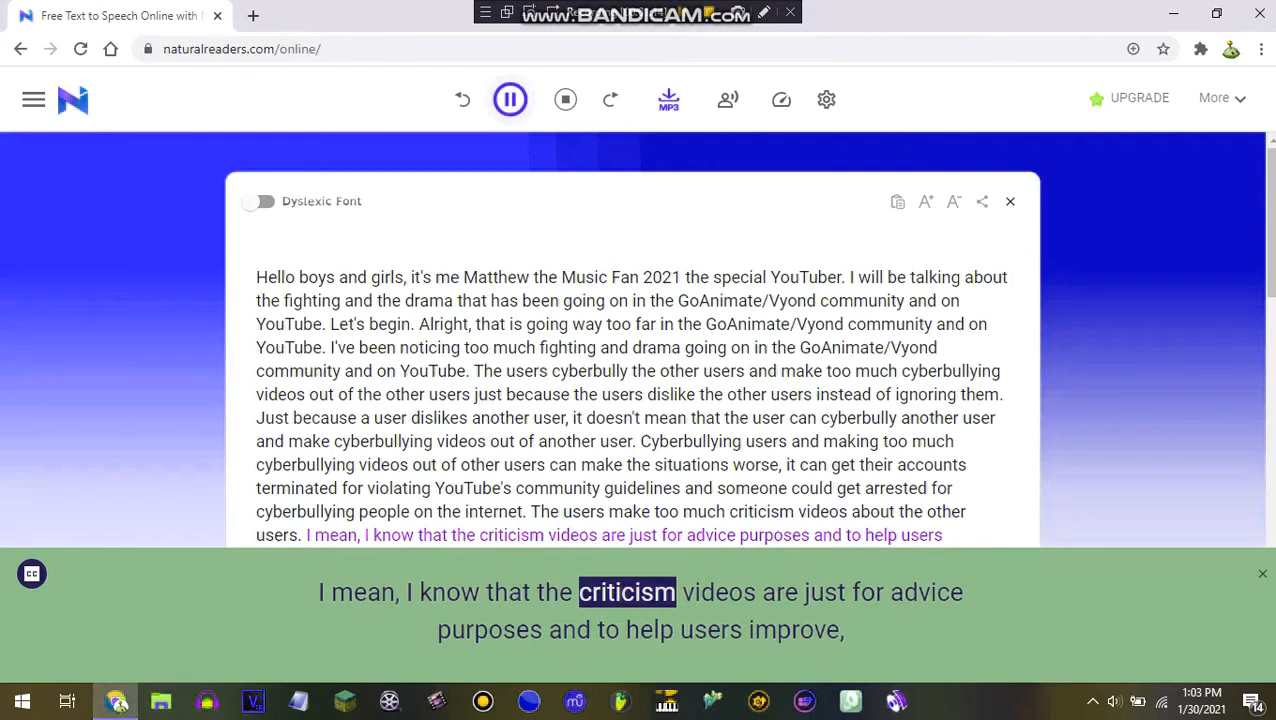 Free Text to Speech Online with N
www.BANDICAM.com
naturalreaders.com/online/
MP3
UPGRADE
More
Dyslexic Font
A+
A-
Hello boys and girls, it's me Matthew the Music Fan 2021 the special YouTuber. I will be talking about
the fighting and the drama that has been going on in the GoAnimate/Vyond community and on
YouTube. Let's begin. Alright, that is going way too far in the GoAnimate/Vyond community and on
YouTube. I've been noticing too much fighting and drama going on in the GoAnimate/Vyond
community and on YouTube. The users cyberbully the other users and make too much cyberbullying
videos out of the other users just because the users dislike the other users instead of ignoring them.
Just because a user dislikes another user, it doesn't mean that the user can cyberbully another user
and make cyberbullying videos out of another user. Cyberbullying users and making too much
cyberbullying videos out of other users can make the situations worse, it can get their accounts
terminated for violating YouTube's community guidelines and someone could get arrested for
cyberbullying people on the internet. The users make too much criticism videos about the other
users. I mean, I know that the criticism videos are just for advice purposes and to help users
CC
I mean, I know that the criticism videos are just for advice
purposes and to help users improve,
1:03 PM
1/30/2021
14